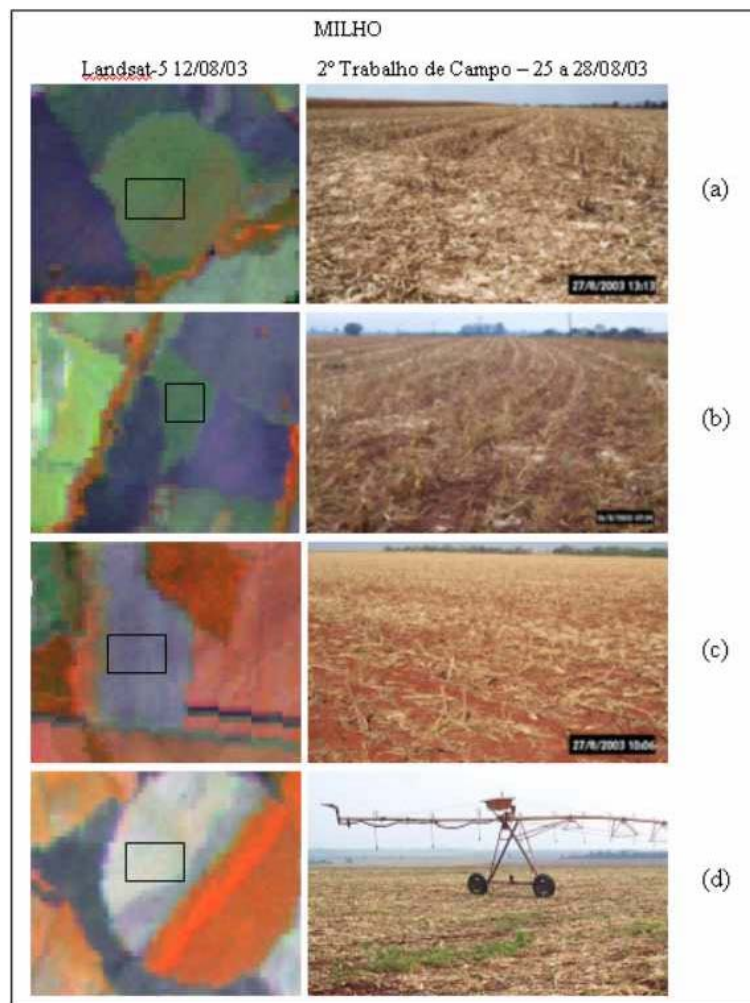 MILHO
Landsat-5 12/08/03
2º Trabalho de Campo – 25 a 28/08/03
(a)
27/8/2003 13:13
(b)
(c)
27/8/2003 10:06
(d)